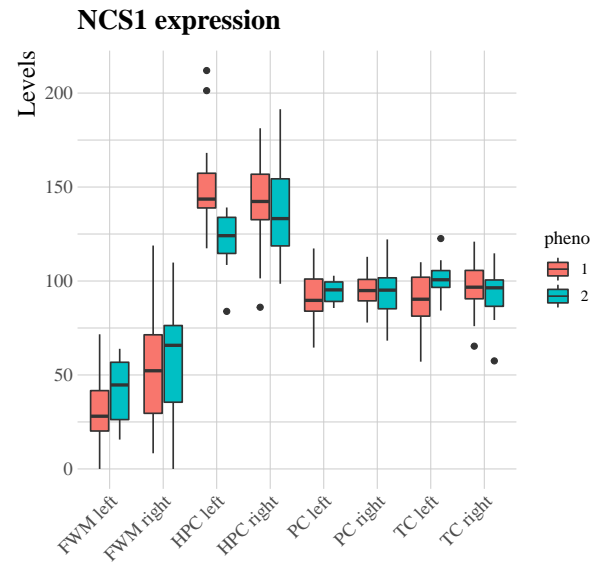 NCS1 expression
Levels
200
150
100
50
0
FWM left
FWM right
HPC left
HPC right
PC left
PC right
TC left
TC right
pheno
1
2